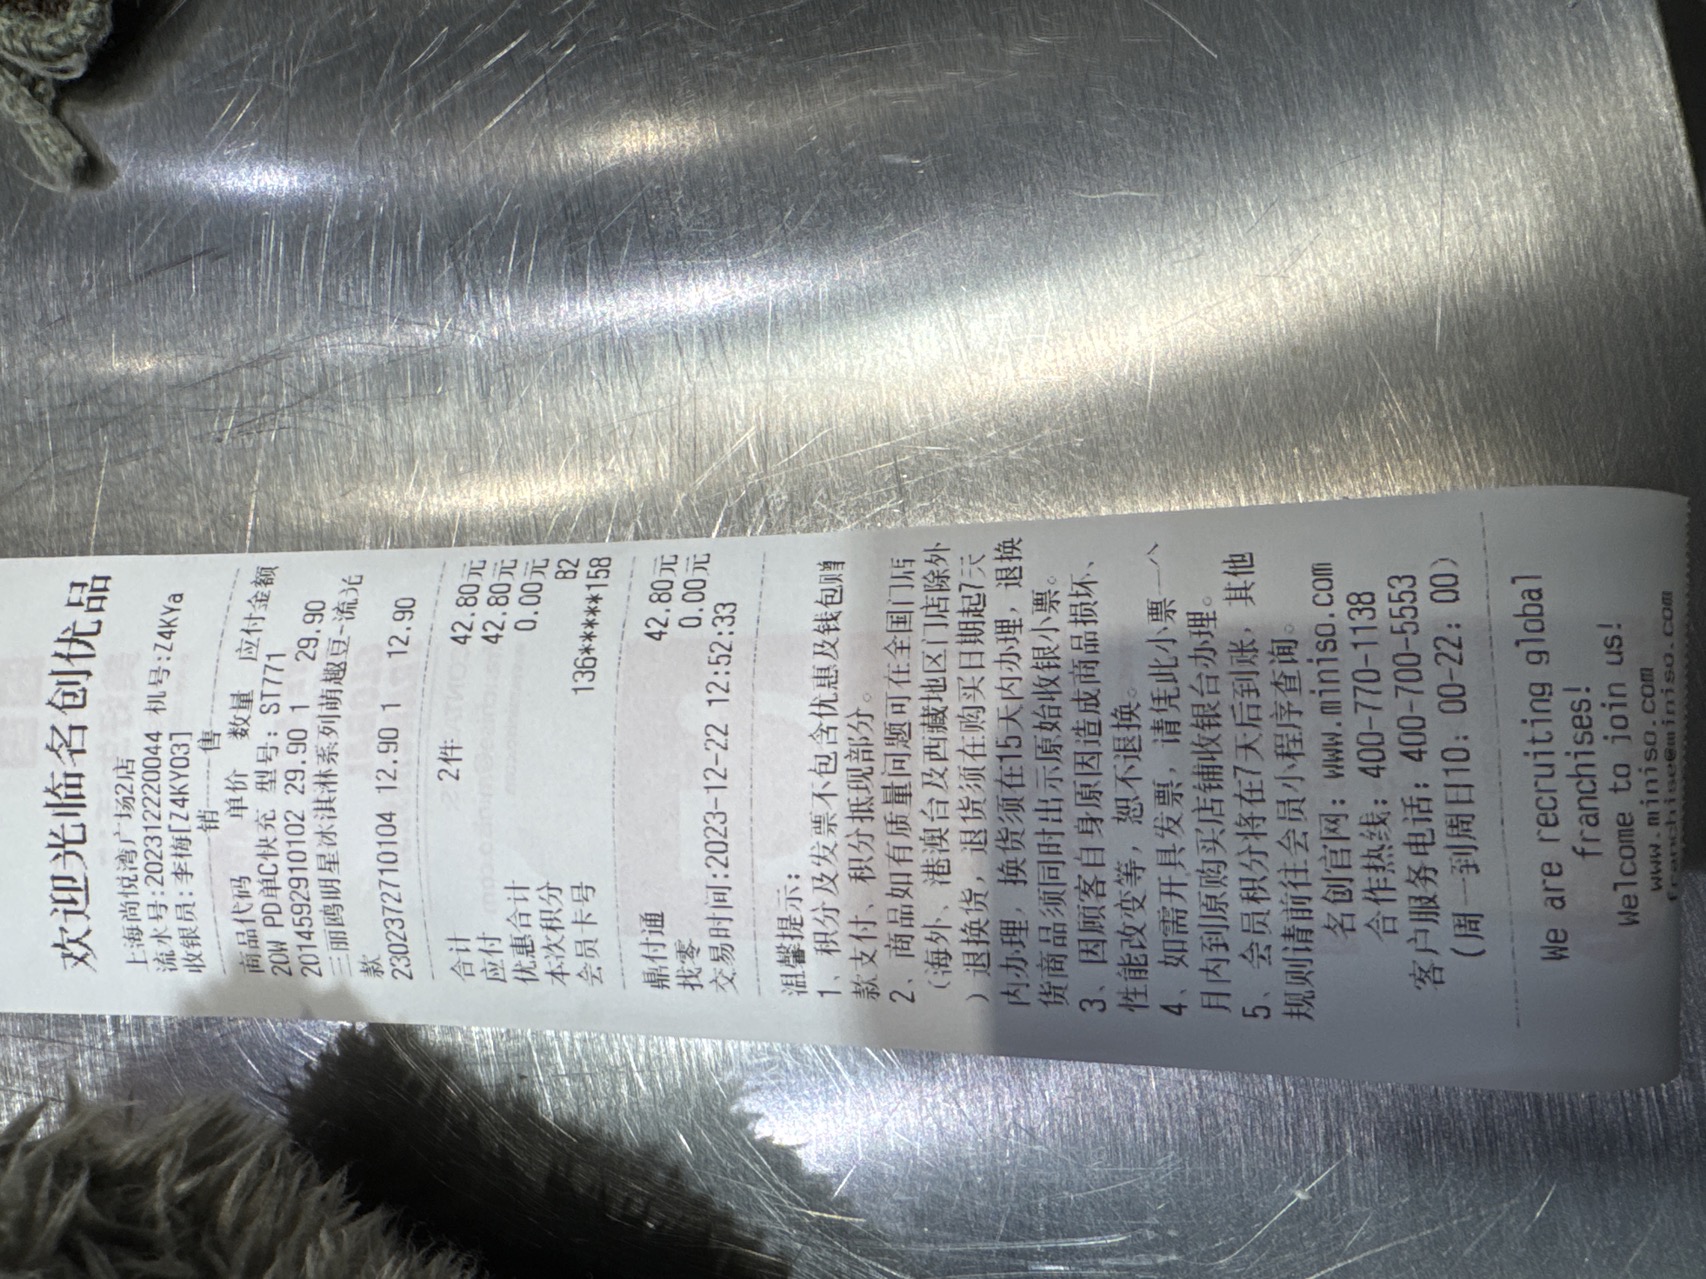 欢迎光临名创优品
上海尚悦湾广场2店
流水号:202312220044 机号:Z4KYa
收银员:李梅[Z4KY03]
销 售
商品代码 单价 数量 应付金额
20W PD单C快充 型号: ST771
2014592910102 29.90 1 29.90
三丽鸥明星冰淇淋系列萌趣豆-流光
款
2302372710104 12.90 1 12.90
合计 2件 42.80元
应付 42.80元
优惠合计 0.00元
本次积分 82
会员卡号 136*****158
鼎付通 42.80元
找零 0.00元
交易时间:2023-12-22 12:52:33
温馨提示;
1、积分及发票不包含优惠及钱包赠
款支付、积分抵现部分。
2、商品如有质量问题可在全国门店
(海外、港澳台及西藏地区门店除外
)退换货,退货须在购买日期起7天
内办理,换货须在15天内办理,退换
货商品须同时出示原始收银小票。
3、因顾客自身原因造成商品损坏、
性能改变等,恕不退换。
4、如需开具发票,请凭此小票一个
月内到原购买店铺收银台办理。
5、会员积分将在7天后到账,其他
规则请前往会员小程序查询。
名创官网: www.miniso.com
合作热线; 400-770-1138
客户服务电话; 400-700-5553
(周一到周日10: 00-22: 00)
We are recruiting global
franchises!
Welcome to join us!
www.miniso.com
franchise@miniso.com